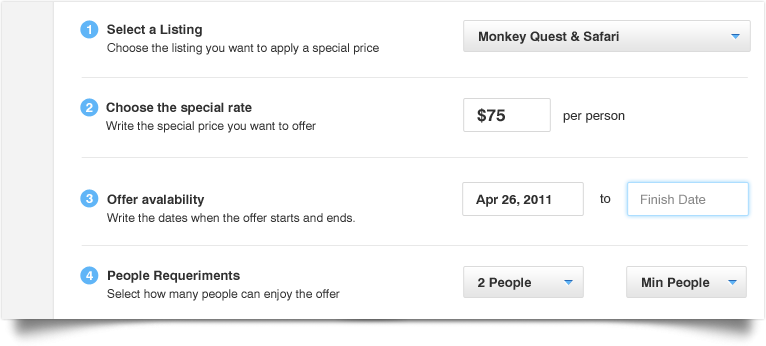 1 Select a Listing
Choose the listing you want to apply a special price
Monkey Quest & Safari
2 Choose the special rate
Write the special price you want to offer
$75 per person
3 Offer avalability
Write the dates when the offer starts and ends.
Apr 26, 2011 to Finish Date
4 People Requeriments
Select how many people can enjoy the offer
2 People Min People